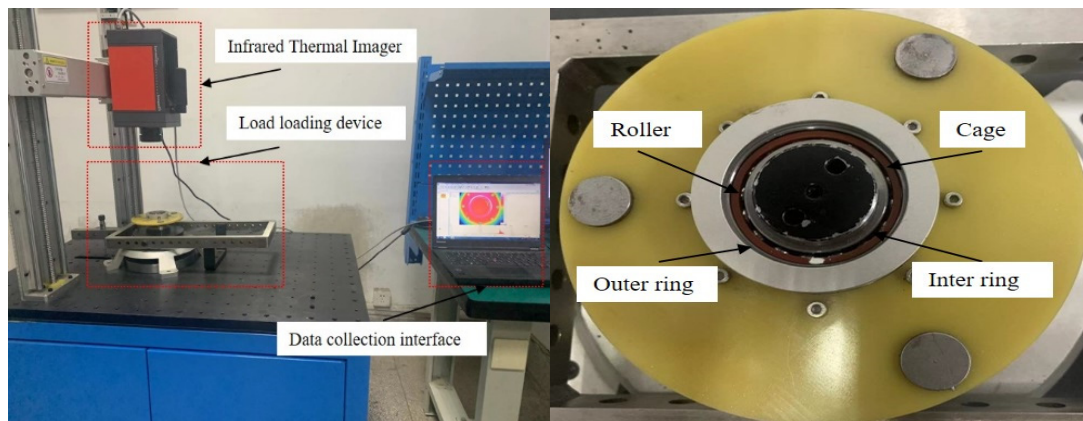 Infrared Thermal Imager
Load loading device
Data collection interface
Roller
Cage
Outer ring
Inter ring